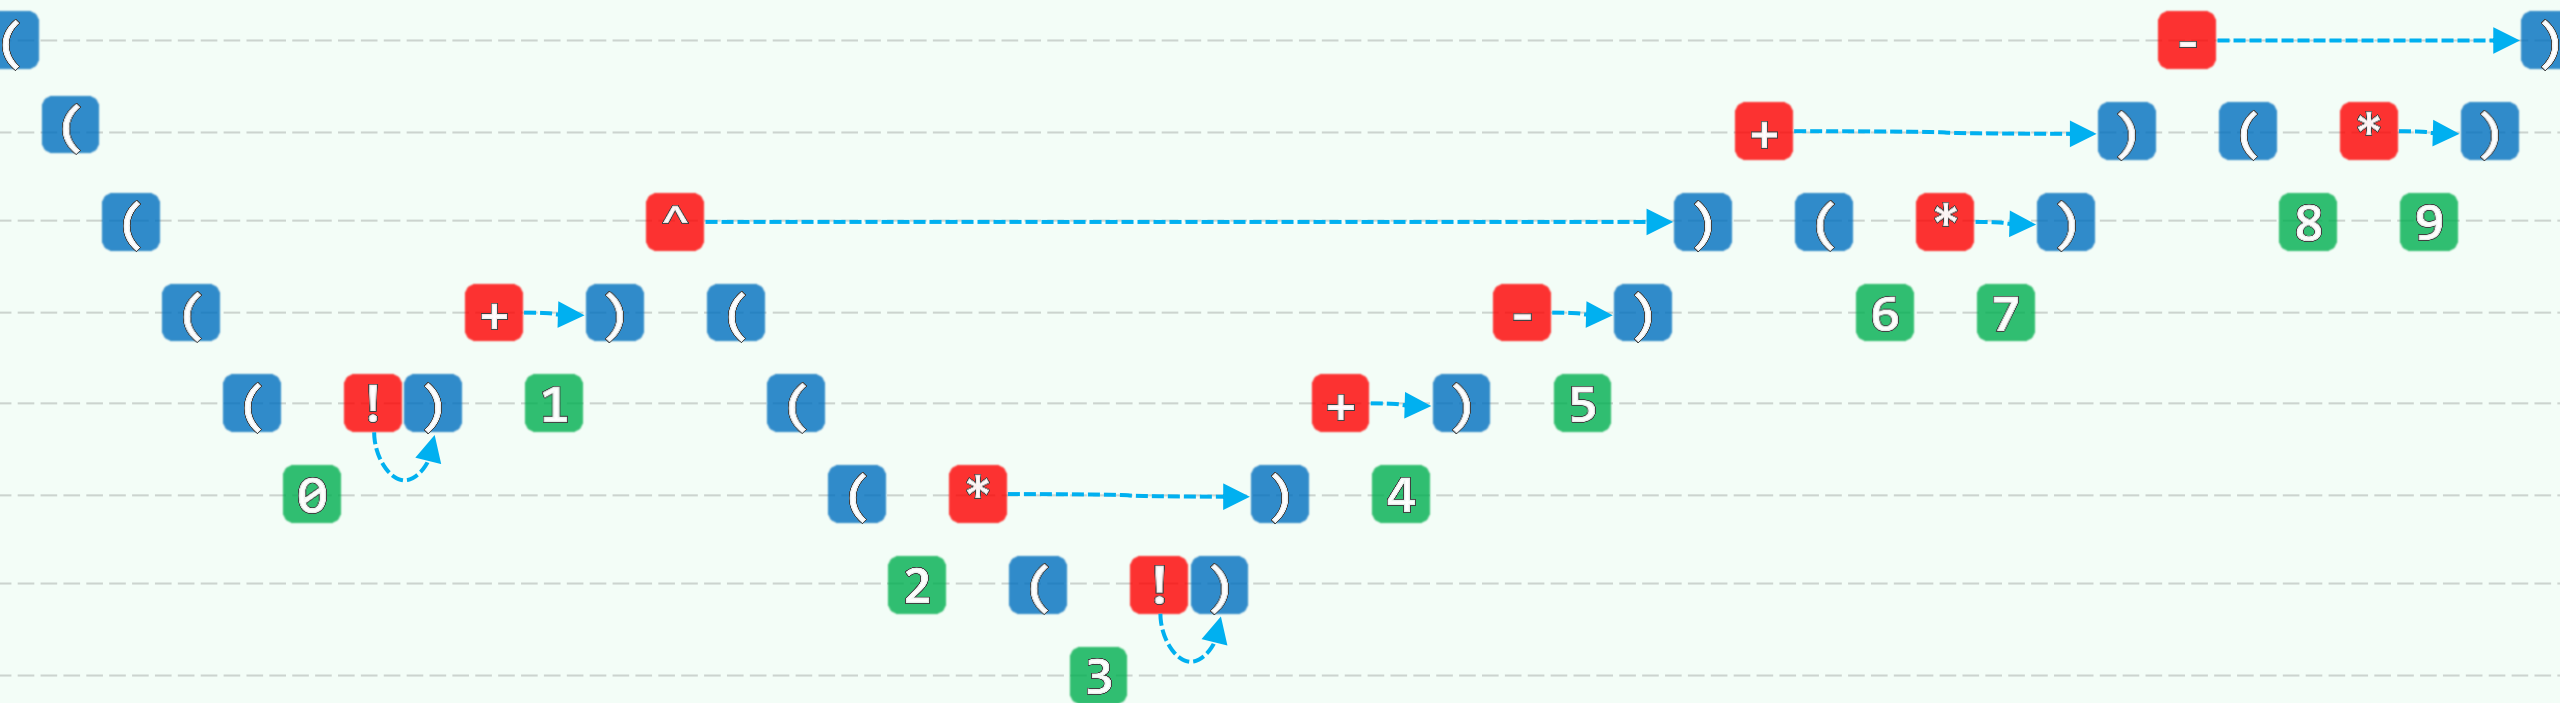 ( - )
( + ) ( * )
( ^ ) ( * ) 8 9
( + ) ( - ) 6 7
( ! ) 1 ( + ) 5
0 ( * ) 4
2 ( ! )
3